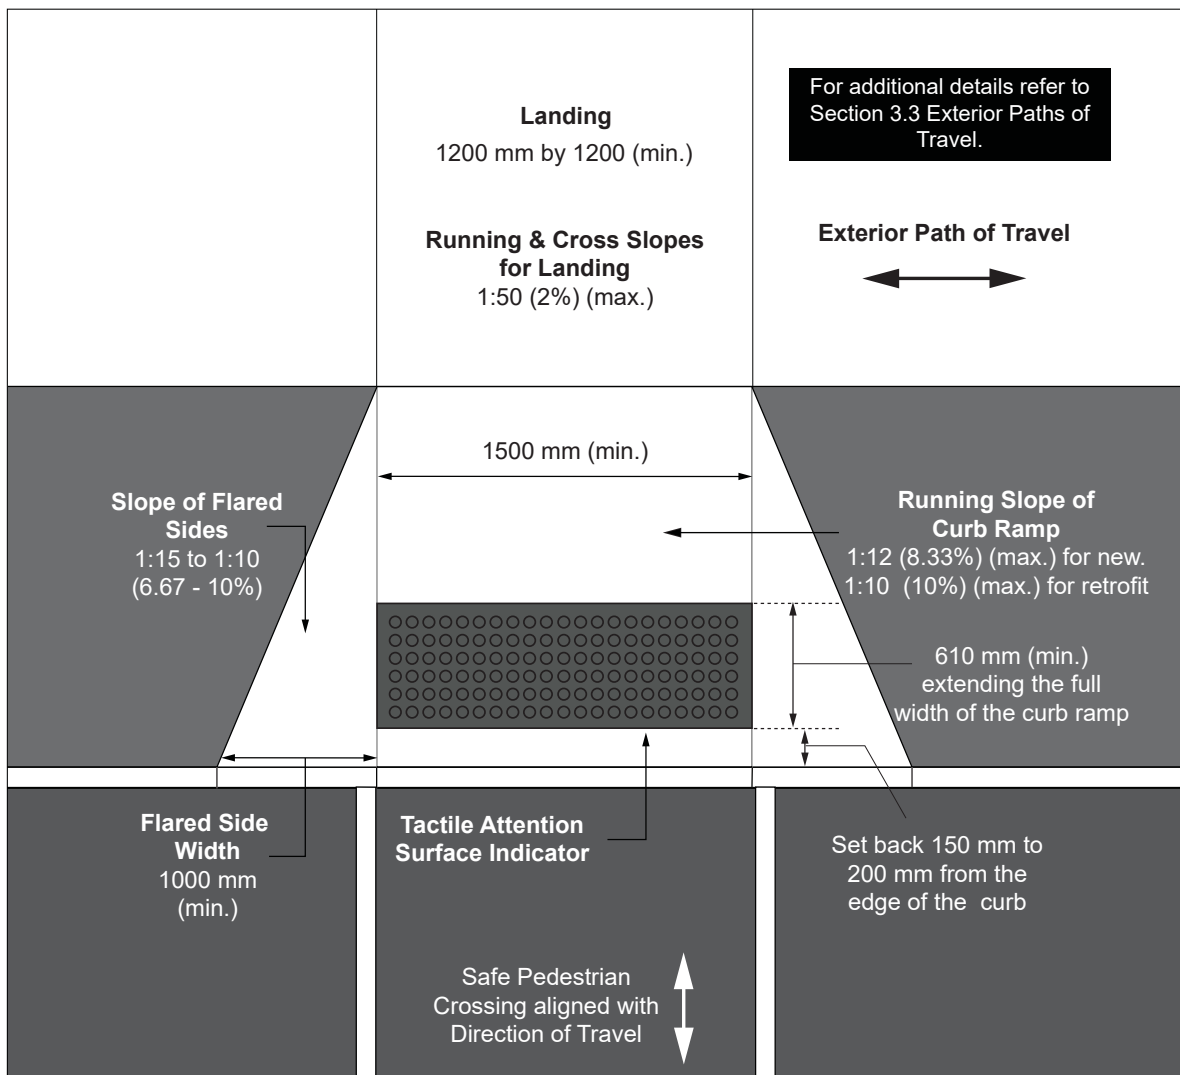 Landing
1200 mm by 1200 (min.)
Running & Cross Slopes
for Landing
1:50 (2%) (max.)
For additional details refer to
Section 3.3 Exterior Paths of
Travel.
Exterior Path of Travel
1500 mm (min.)
Slope of Flared
Sides
1:15 to 1:10
(6.67 - 10%)
Running Slope of
Curb Ramp
1:12 (8.33%) (max.) for new.
1:10 (10%) (max.) for retrofit
610 mm (min.)
extending the full
width of the curb ramp
Flared Side
Width
1000 mm
(min.)
Tactile Attention
Surface Indicator
Set back 150 mm to
200 mm from the
edge of the curb
Safe Pedestrian
Crossing aligned with
Direction of Travel